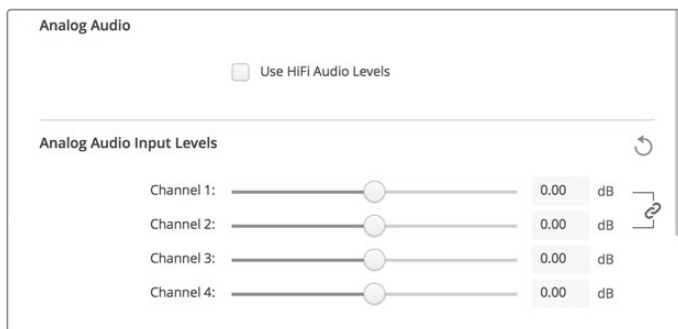 Analog Audio
Use HiFi Audio Levels
Analog Audio Input Levels
Channel 1: 0.00 dB
Channel 2: 0.00 dB
Channel 3: 0.00 dB
Channel 4: 0.00 dB